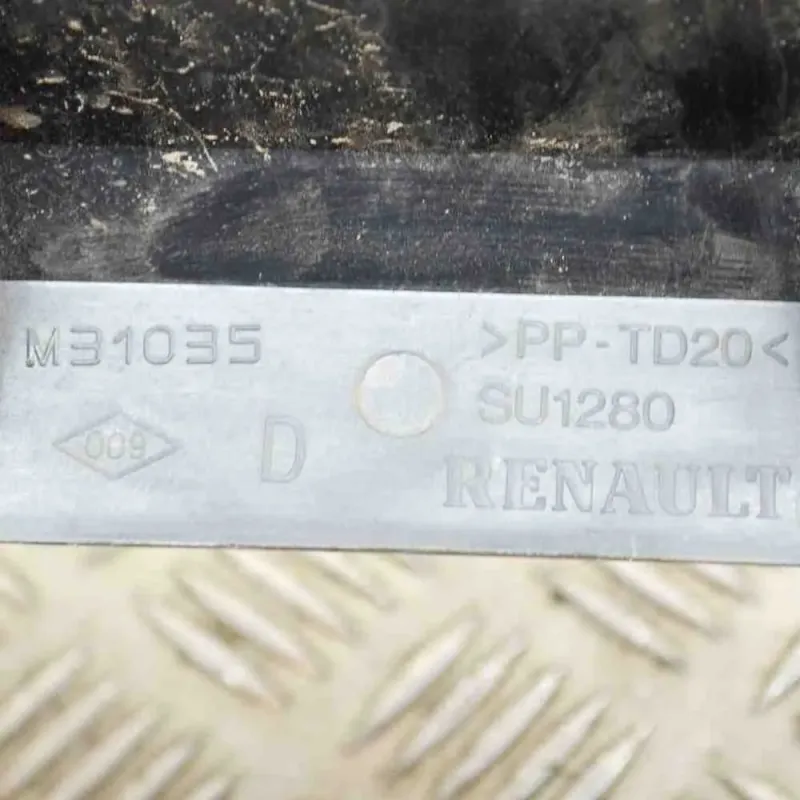 M31035
009
D
>PP-TD20<
SU1280
RENAULT